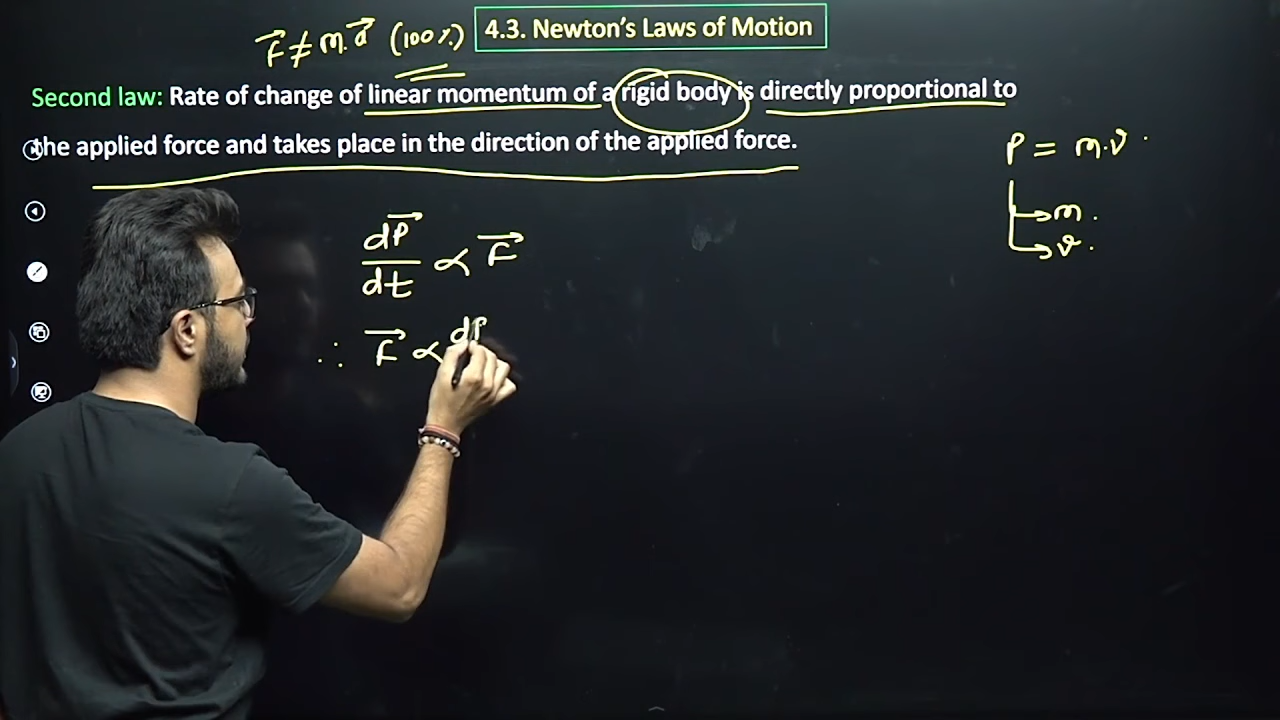 4.3. Newton's Laws of Motion
F⃗ ≠ m.a⃗ (100%)
Second law: Rate of change of linear momentum of a rigid body is directly proportional to
the applied force and takes place in the direction of the applied force.
P = m.v
→ m.
→ v.
dP⃗/dt ∝ F⃗
∴ F⃗ ∝ dP